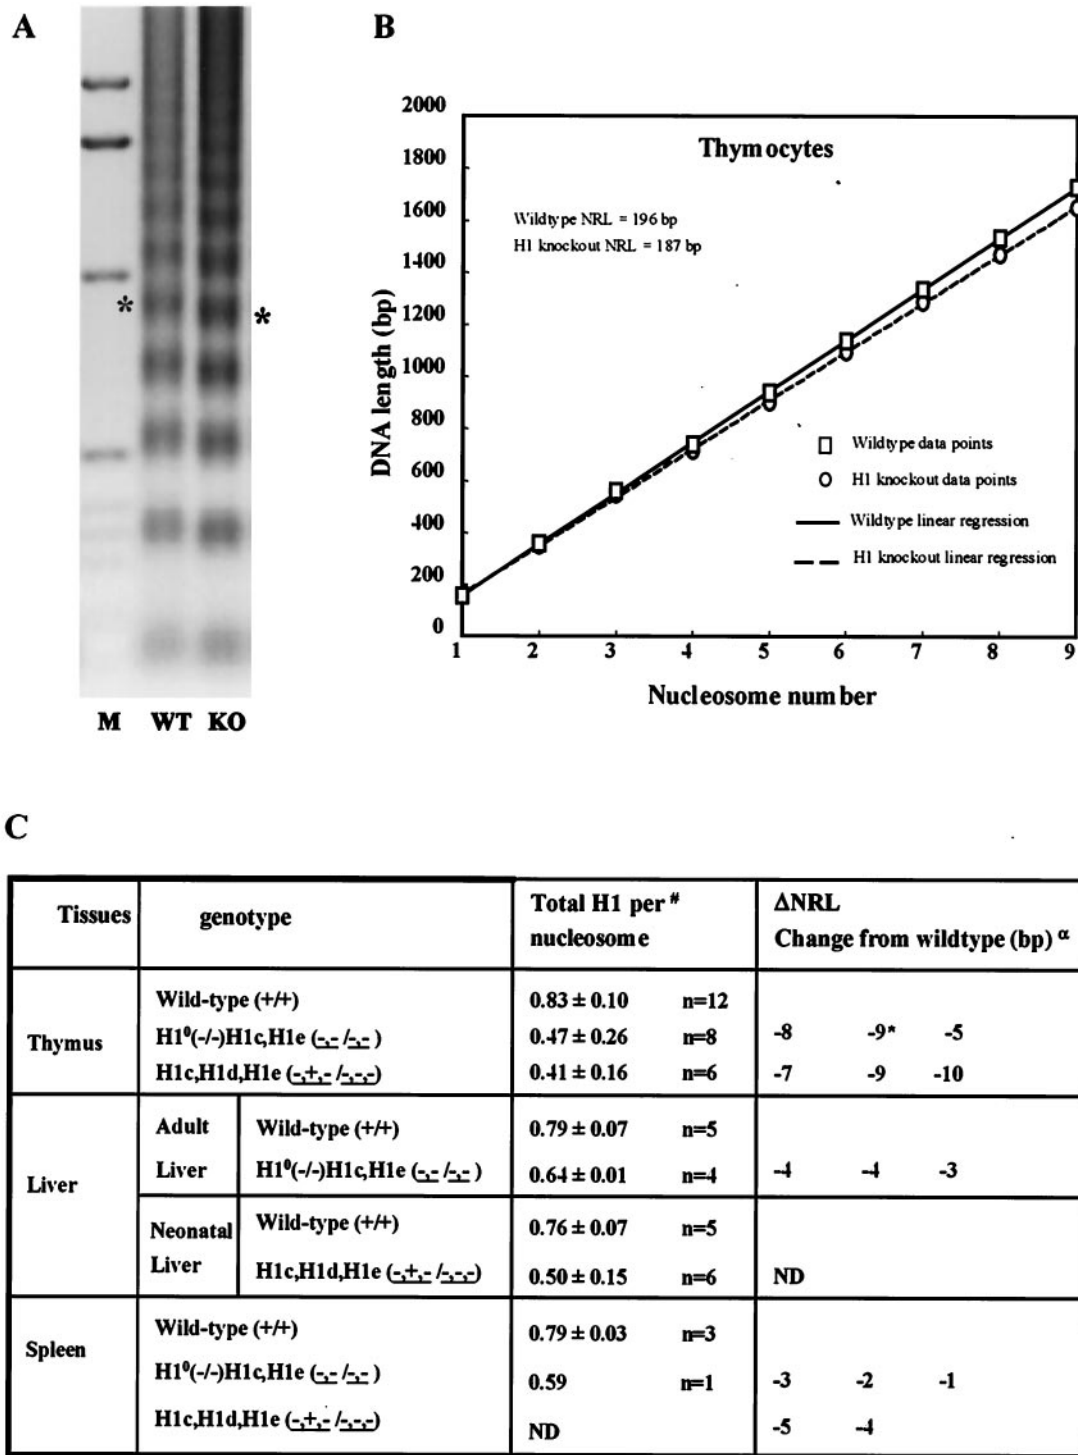 A
B
* *
M WT KO
2000
1800
1600
1400
1200
1000
800
600
400
200
0
DNA length (bp)
Thymocytes
Wildtype NRL = 196 bp
H1 knockout NRL = 187 bp
Wildtype data points
H1 knockout data points
Wildtype linear regression
H1 knockout linear regression
1 2 3 4 5 6 7 8 9
Nucleosome number
C
Tissues genotype Total H1 per # nucleosome ΔNRL Change from wildtype (bp) α
Thymus
Wild-type (+/+) 0.83 ± 0.10 n=12
H1⁰(-/-)H1c,H1e (-,- /-,- ) 0.47 ± 0.26 n=8 -8 -9* -5
H1c,H1d,H1e (-,+,- /-,-,-) 0.41 ± 0.16 n=6 -7 -9 -10
Liver
Adult Liver
Wild-type (+/+) 0.79 ± 0.07 n=5
H1⁰(-/-)H1c,H1e (-,- /-,- ) 0.64 ± 0.01 n=4 -4 -4 -3
Neonatal Liver
Wild-type (+/+) 0.76 ± 0.07 n=5
H1c,H1d,H1e (-,+,- /-,-,-) 0.50 ± 0.15 n=6 ND
Spleen
Wild-type (+/+) 0.79 ± 0.03 n=3
H1⁰(-/-)H1c,H1e (-,- /-,- ) 0.59 n=1 -3 -2 -1
H1c,H1d,H1e (-,+,- /-,-,-) ND -5 -4